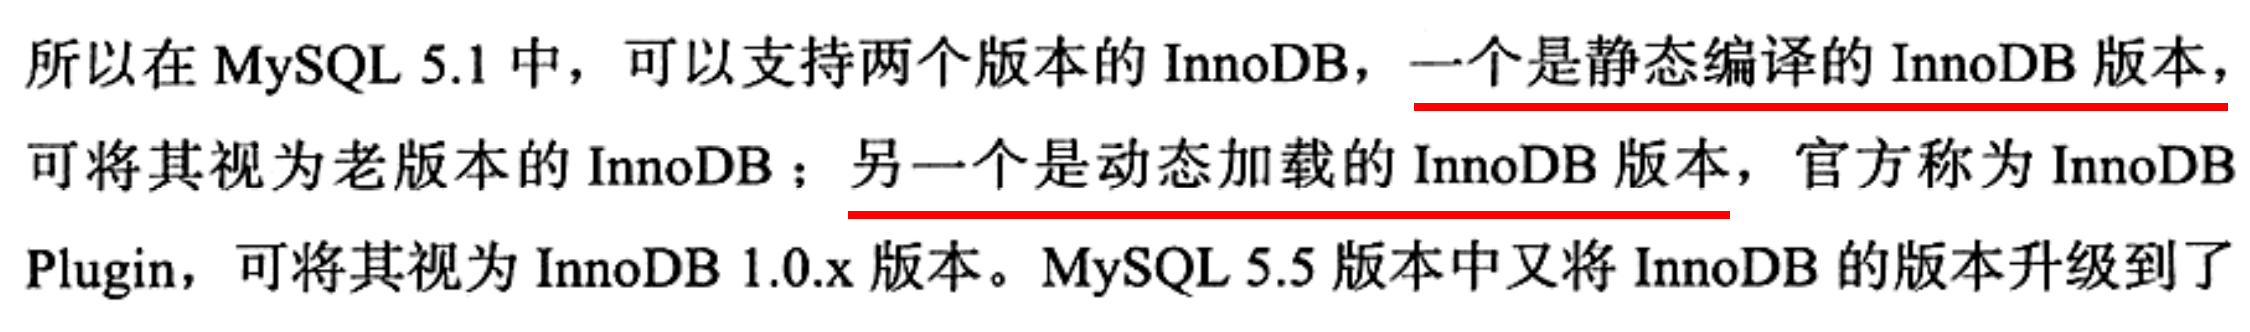 所以在 MySQL 5.1 中，可以支持两个版本的 InnoDB，一个是静态编译的 InnoDB 版本，
可将其视为老版本的 InnoDB；另一个是动态加载的 InnoDB 版本，官方称为 InnoDB
Plugin，可将其视为 InnoDB 1.0.x 版本。MySQL 5.5 版本中又将 InnoDB 的版本升级到了